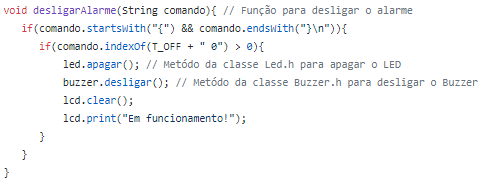 void desligarAlarme(String comando){ // Função para desligar o alarme
if(comando.startsWith("{") && comando.endsWith("}\n")){
if(comando.indexOf(T_OFF + " 0") > 0){
led.apagar(); // Metódo da classe Led.h para apagar o LED
buzzer.desligar(); // Metódo da classe Buzzer.h para desligar o Buzzer
lcd.clear();
lcd.print("Em funcionamento!");
}
}
}